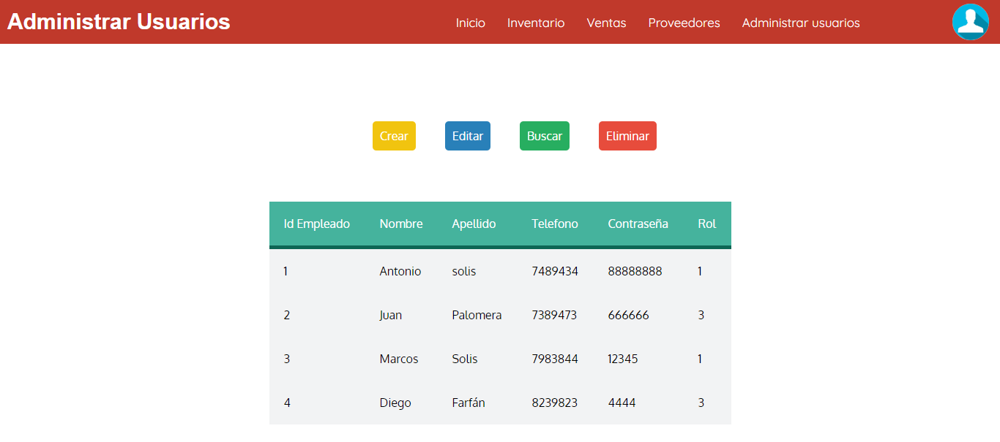 Administrar Usuarios Inicio Inventario Ventas Proveedores Administrar usuarios
Crear Editar Buscar Eliminar
Id Empleado Nombre Apellido Telefono Contraseña Rol
1 Antonio solis 7489434 88888888 1
2 Juan Palomera 7389473 666666 3
3 Marcos Solis 7983844 12345 1
4 Diego Farfán 8239823 4444 3